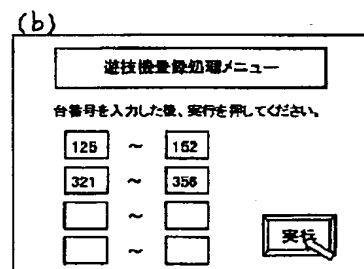 (b)
遊技機登録処理メニュー
台番号を入力した後、実行を押してください。
125 ～ 152
321 ～ 356
～
～
実行